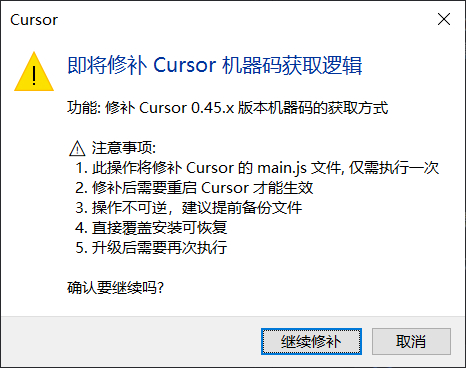 Cursor
即将修补 Cursor 机器码获取逻辑
功能: 修补 Cursor 0.45.x 版本机器码的获取方式
⚠ 注意事项:
1. 此操作将修补 Cursor 的 main.js 文件, 仅需执行一次
2. 修补后需要重启 Cursor 才能生效
3. 操作不可逆，建议提前备份文件
4. 直接覆盖安装可恢复
5. 升级后需要再次执行
确认要继续吗?
继续修补
取消